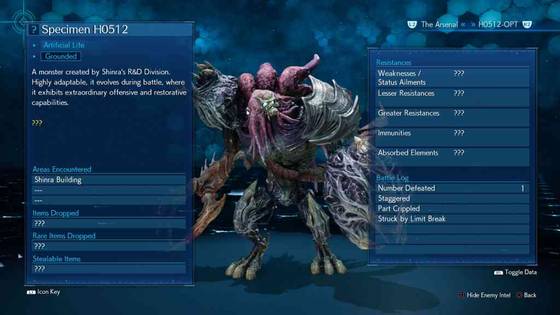 ? Specimen H0512
The Arsenal « » H0512-OPT
Artificial Life
Grounded
A monster created by Shinra's R&D Division.
Highly adaptable, it evolves during battle, where
it exhibits extraordinary offensive and restorative
capabilities.
???
Areas Encountered
Shinra Building
---
---
Items Dropped
???
Rare Items Dropped
???
Stealable Items
???
Icon Key
Resistances
Weaknesses / ???
Status Ailments
Lesser Resistances ???
Greater Resistances ???
Immunities ???
Absorbed Elements ???
Battle Log
Number Defeated 1
Staggered
Part Crippled
Struck by Limit Break
Toggle Data
Hide Enemy Intel Back